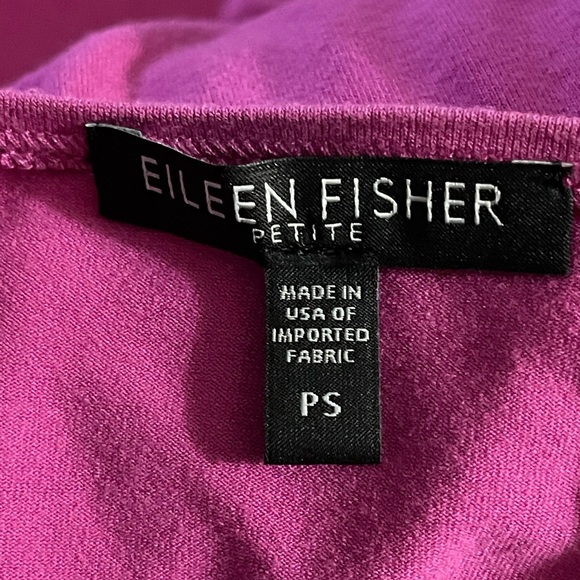 EILEEN FISHER
PETITE
MADE IN
USA OF
IMPORTED
FABRIC
PS